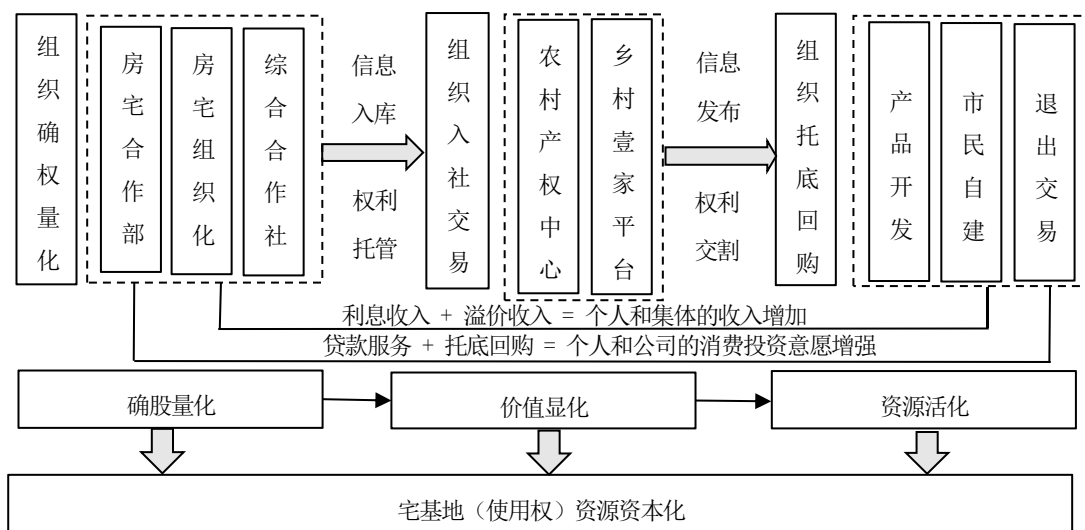 组织确权量化
房宅合作部
房宅组织化
综合合作社
信息
入库
权利
托管
组织入社交易
农村产权中心
乡村壹家平台
信息
发布
权利
交割
组织托底回购
产品开发
市民自建
退出交易
利息收入 + 溢价收入 = 个人和集体的收入增加
贷款服务 + 托底回购 = 个人和公司的消费投资意愿增强
确股量化
价值显化
资源活化
宅基地（使用权）资源资本化